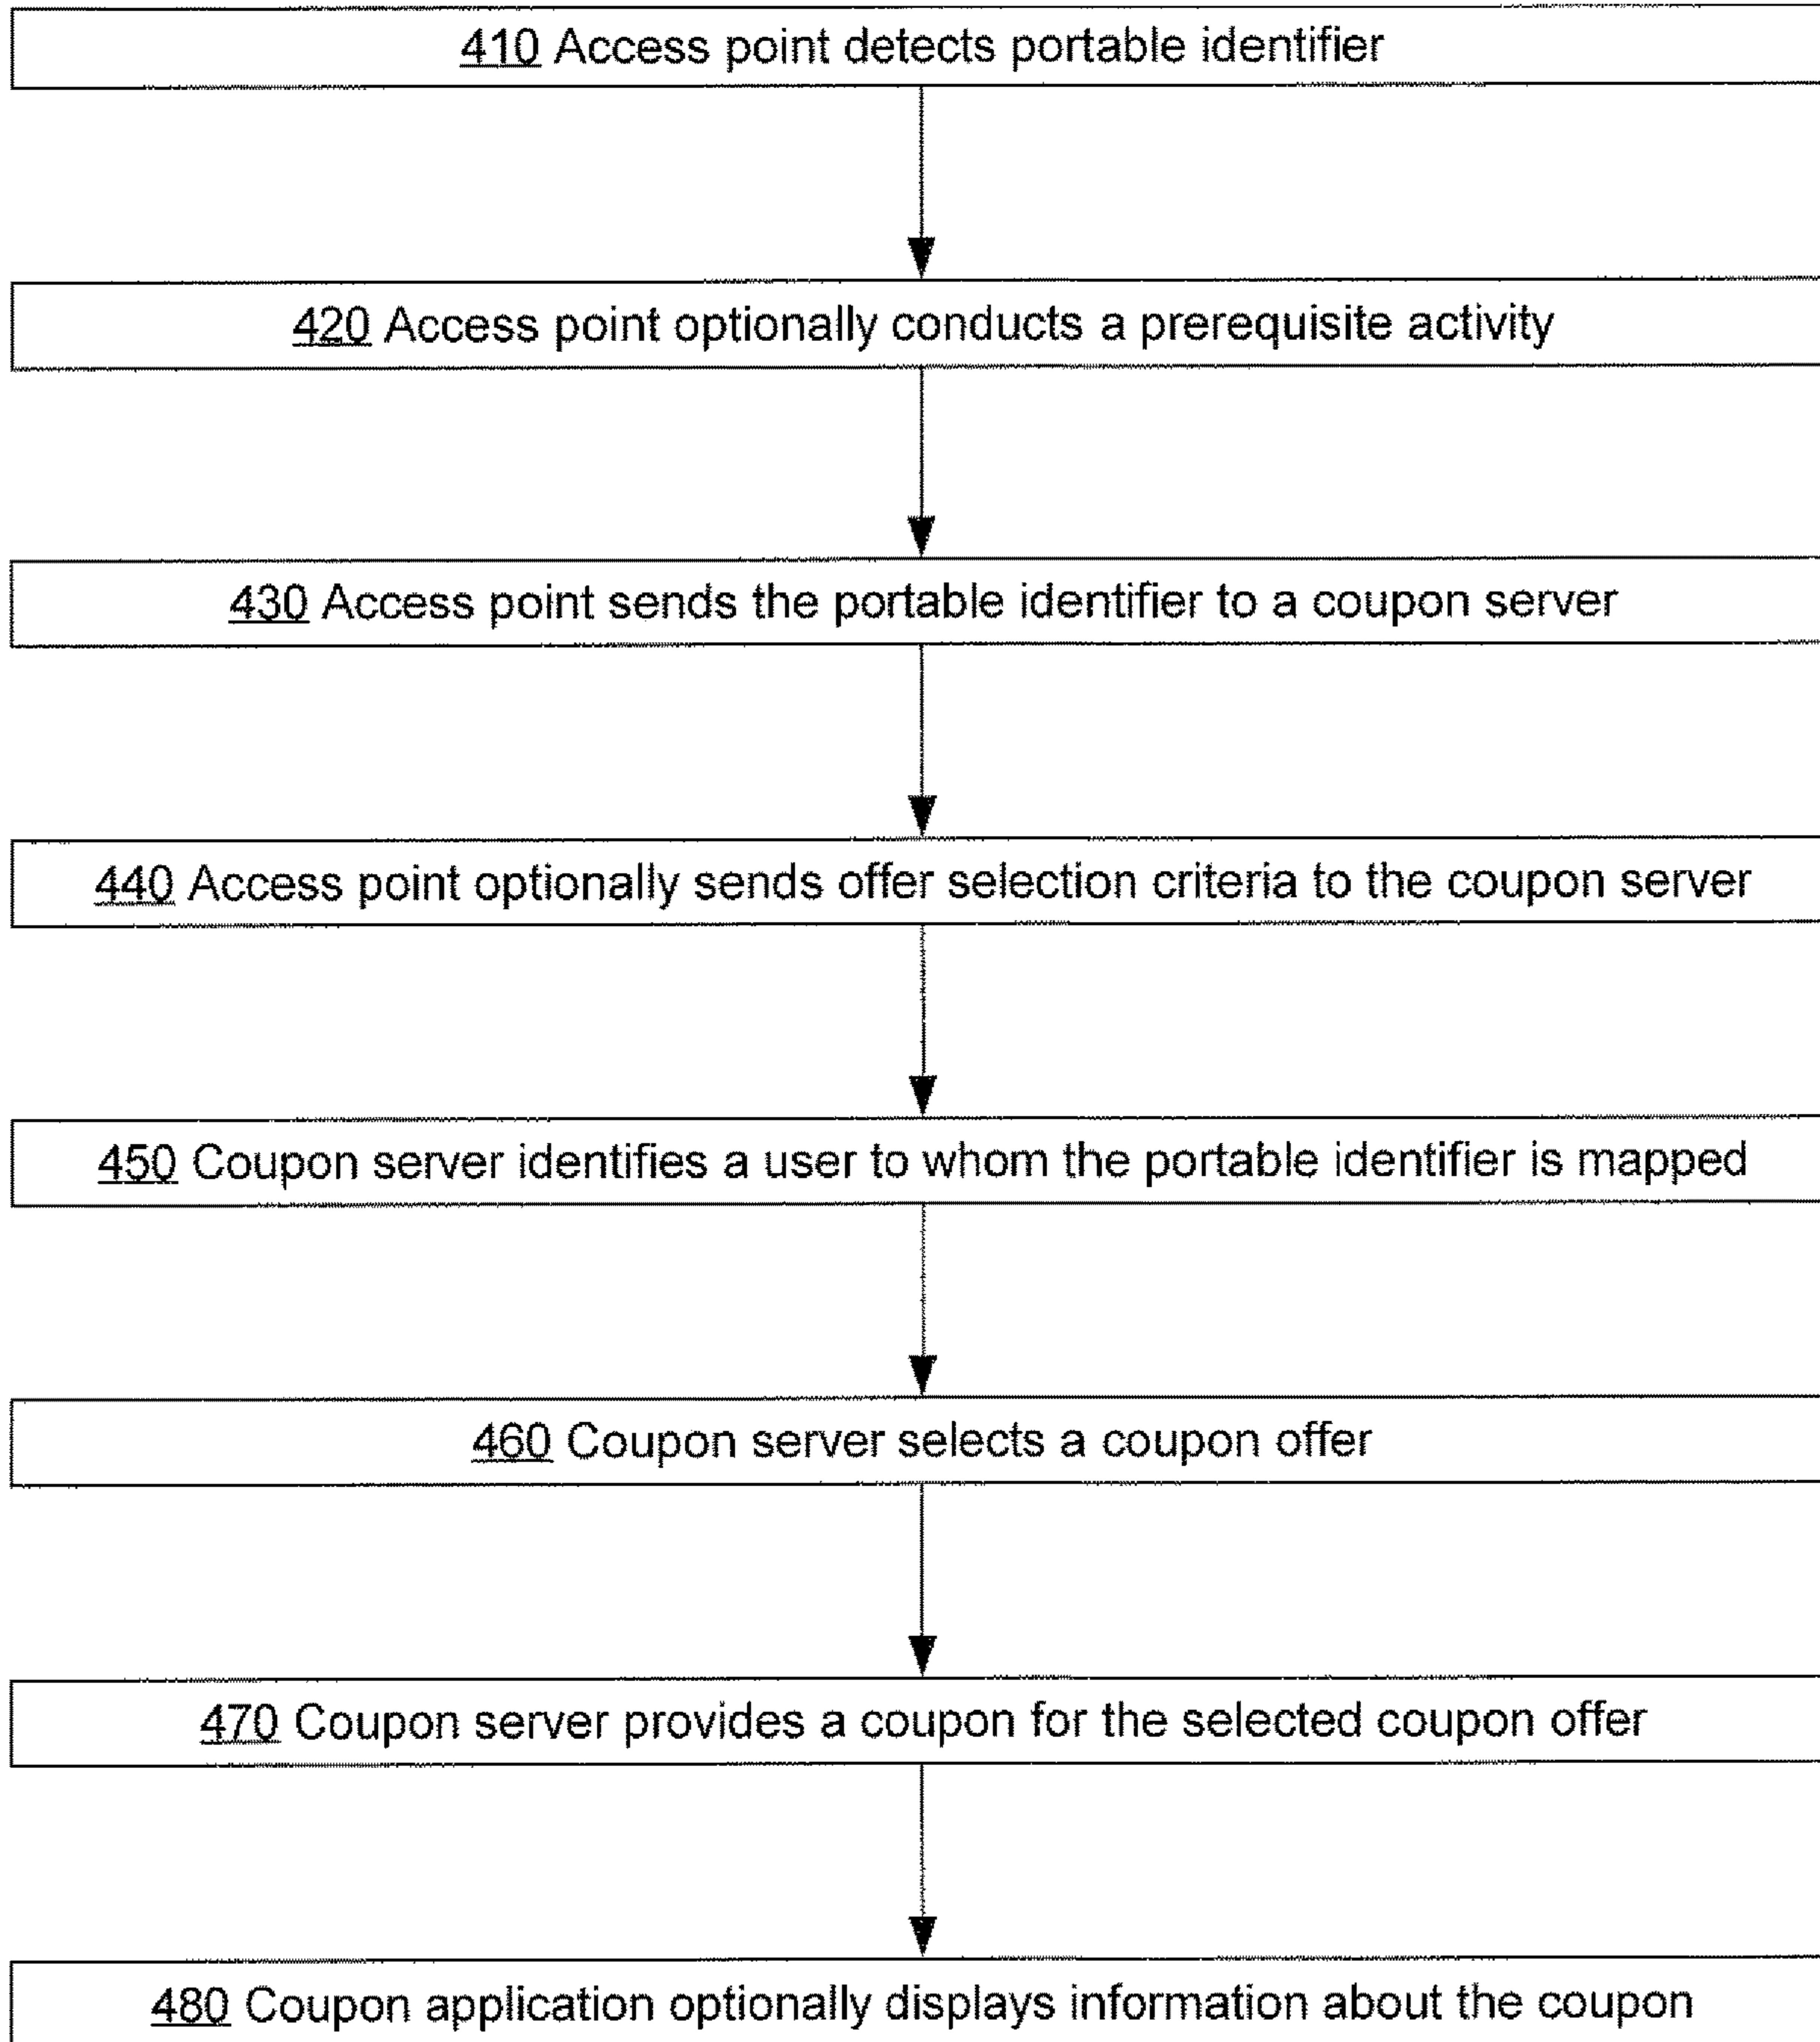 410 Access point detects portable identifier
420 Access point optionally conducts a prerequisite activity
430 Access point sends the portable identifier to a coupon server
440 Access point optionally sends offer selection criteria to the coupon server
450 Coupon server identifies a user to whom the portable identifier is mapped
460 Coupon server selects a coupon offer
470 Coupon server provides a coupon for the selected coupon offer
480 Coupon application optionally displays information about the coupon